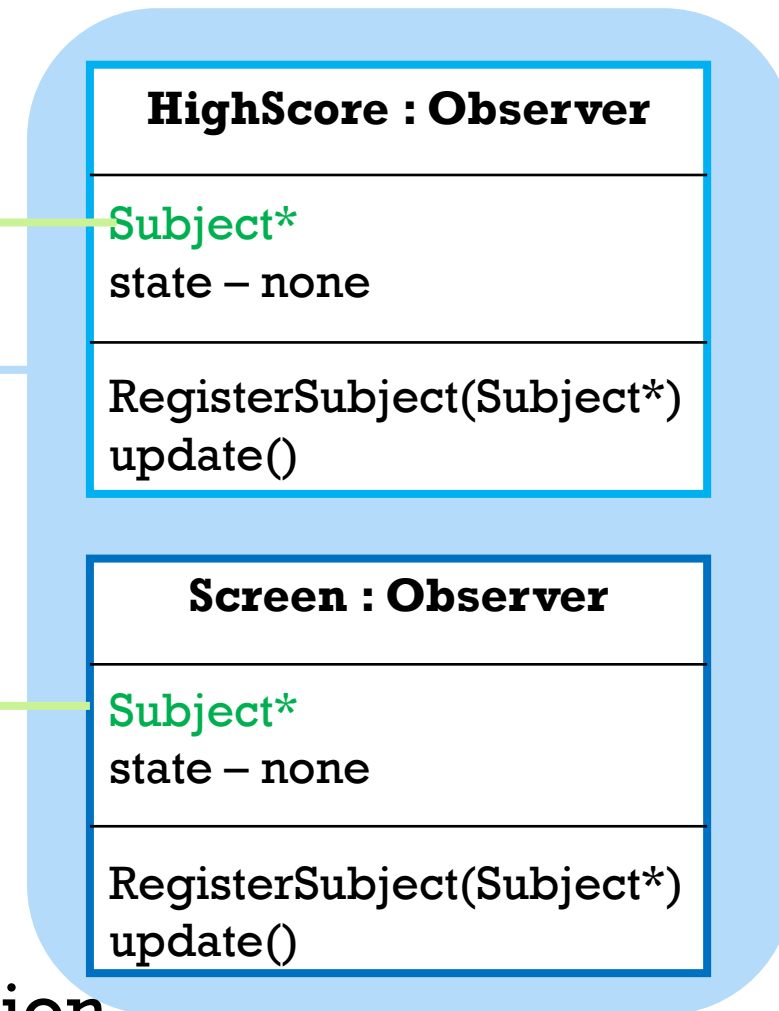 HighScore : Observer
Subject*
state – none
RegisterSubject(Subject*)
update()
Screen : Observer
Subject*
state – none
RegisterSubject(Subject*)
update()